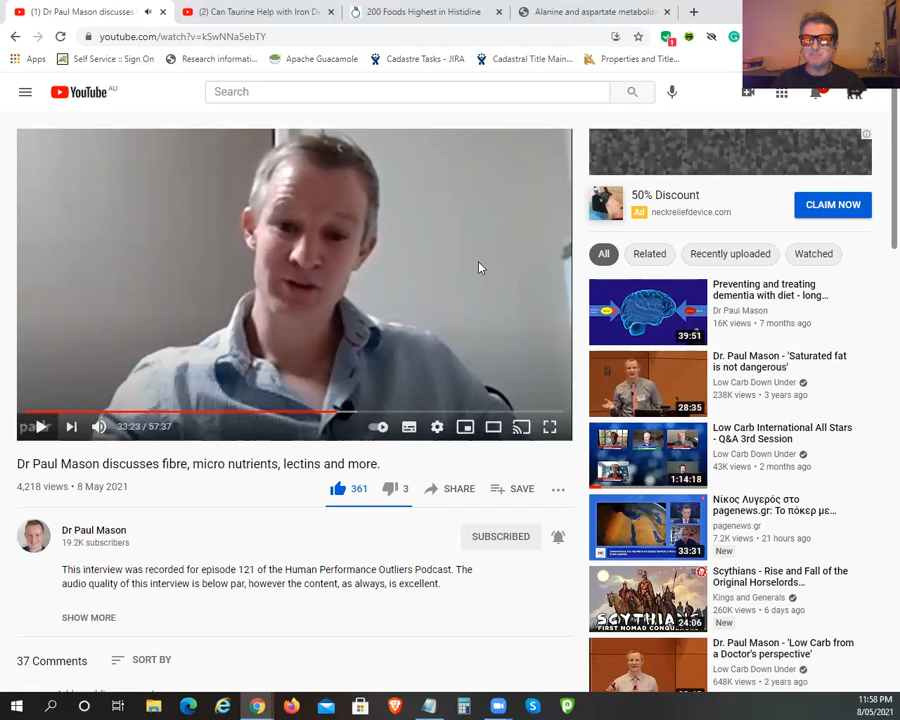 (1) Dr Paul Mason discusses
(2) Can Taurine Help with Iron D
200 Foods Highest in Histidine
Alanine and aspartate metabolit
youtube.com/watch?v=kSwNNa5ebTY
1
Apps
Self Service :: Sign On
Research informati...
Apache Guacamole
Cadastre Tasks - JIRA
Cadastral Title Main...
Properties and Title...
YouTube AU
Search
33:23 / 57:37
50% Discount
Ad neckreliefdevice.com
CLAIM NOW
All
Related
Recently uploaded
Watched
Preventing and treating
dementia with diet - long...
Dr Paul Mason
16K views • 7 months ago
39:51
Dr. Paul Mason - 'Saturated fat
is not dangerous'
Low Carb Down Under
238K views • 3 years ago
28:35
Low Carb International All Stars
- Q&A 3rd Session
Low Carb Down Under
43K views • 2 months ago
1:14:18
Νίκος Λυγερός στο
pagenews.gr: Το πόκερ με...
pagenews.gr
7.2K views • 21 hours ago
New
33:31
Scythians - Rise and Fall of the
Original Horselords...
Kings and Generals
260K views • 6 days ago
New
SCYTHIANS
FIRST NOMAD
24:06
Dr. Paul Mason - 'Low Carb from
a Doctor's perspective'
Low Carb Down Under
648K views • 2 years ago
Dr Paul Mason discusses fibre, micro nutrients, lectins and more.
4,218 views • 8 May 2021
361
3
SHARE
SAVE
Dr Paul Mason
19.2K subscribers
SUBSCRIBED
This interview was recorded for episode 121 of the Human Performance Outliers Podcast. The
audio quality of this interview is below par, however the content, as always, is excellent.
SHOW MORE
37 Comments
SORT BY
11:58 PM
8/05/2021